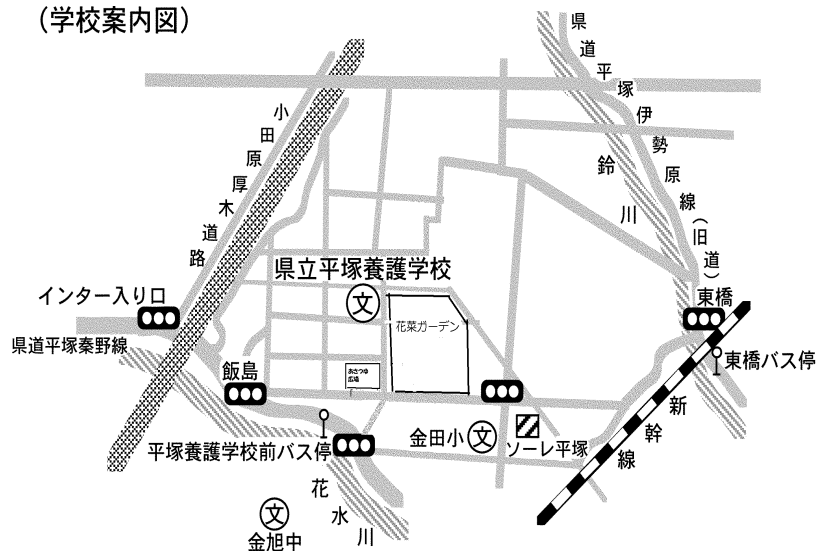 （学校案内図）
県道平塚伊勢原線（旧道）
小田原厚木道路
鈴川
県立平塚養護学校
文
インター入り口
東橋
花菜ガーデン
県道平塚秦野線
東橋バス停
飯島
あさつゆ
広場
新幹線
金田小
文
ソーレ平塚
平塚養護学校前バス停
花水川
文
金旭中